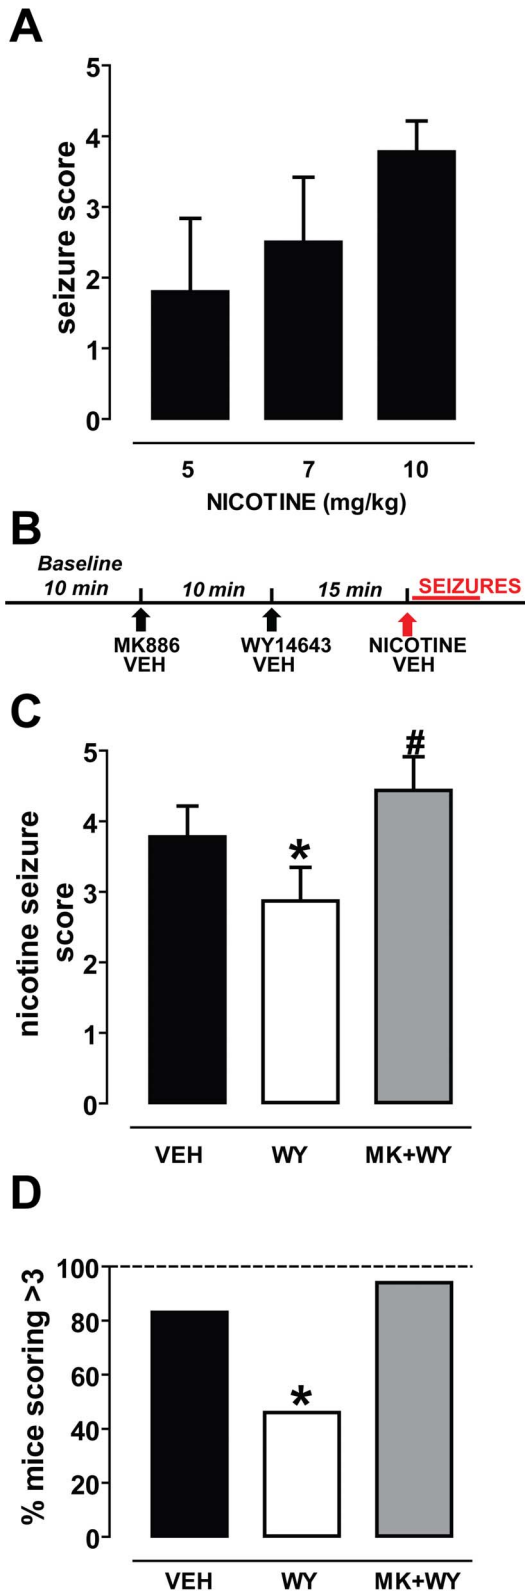 A
seizure score
5
4
3
2
1
0
5 7 10
NICOTINE (mg/kg)
B
Baseline
10 min 10 min 15 min SEIZURES
MK886 WY14643 NICOTINE
VEH VEH VEH
C
nicotine seizure
score
5
4
3
2
1
0
* #
VEH WY MK+WY
D
% mice scoring >3
100
80
60
40
20
0
*
VEH WY MK+WY